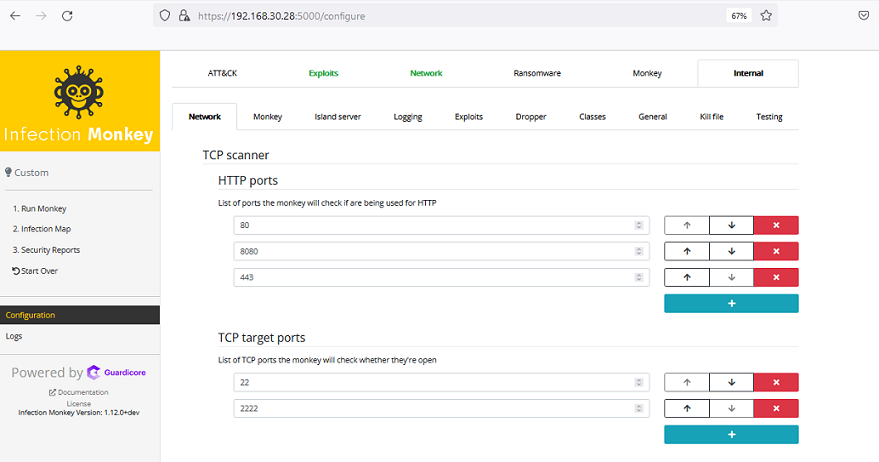 https://192.168.30.28:5000/configure
67%
Infection Monkey
Custom
1. Run Monkey
2. Infection Map
3. Security Reports
Start Over
Configuration
Logs
Powered by Guardicore
Documentation
License
Infection Monkey Version: 1.12.0+dev
ATT&CK Exploits Network Ransomware Monkey Internal
Network Monkey Island server Logging Exploits Dropper Classes General Kill file Testing
TCP scanner
HTTP ports
List of ports the monkey will check if are being used for HTTP
80
8080
443
TCP target ports
List of TCP ports the monkey will check whether they're open
22
2222